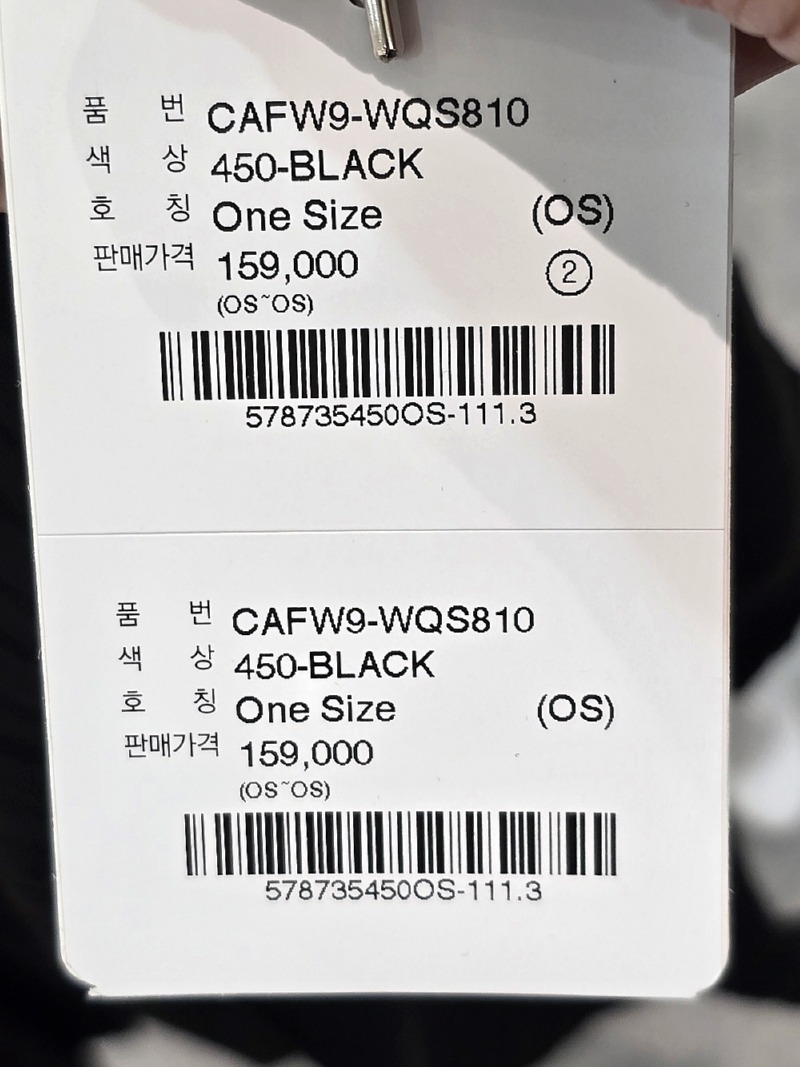 품 번 CAFW9-WQS810
색 상 450-BLACK
호 칭 One Size (OS)
판매가격 159,000 ②
(OS~OS)
578735450OS-111.3
품 번 CAFW9-WQS810
색 상 450-BLACK
호 칭 One Size (OS)
판매가격 159,000
(OS~OS)
578735450OS-111.3